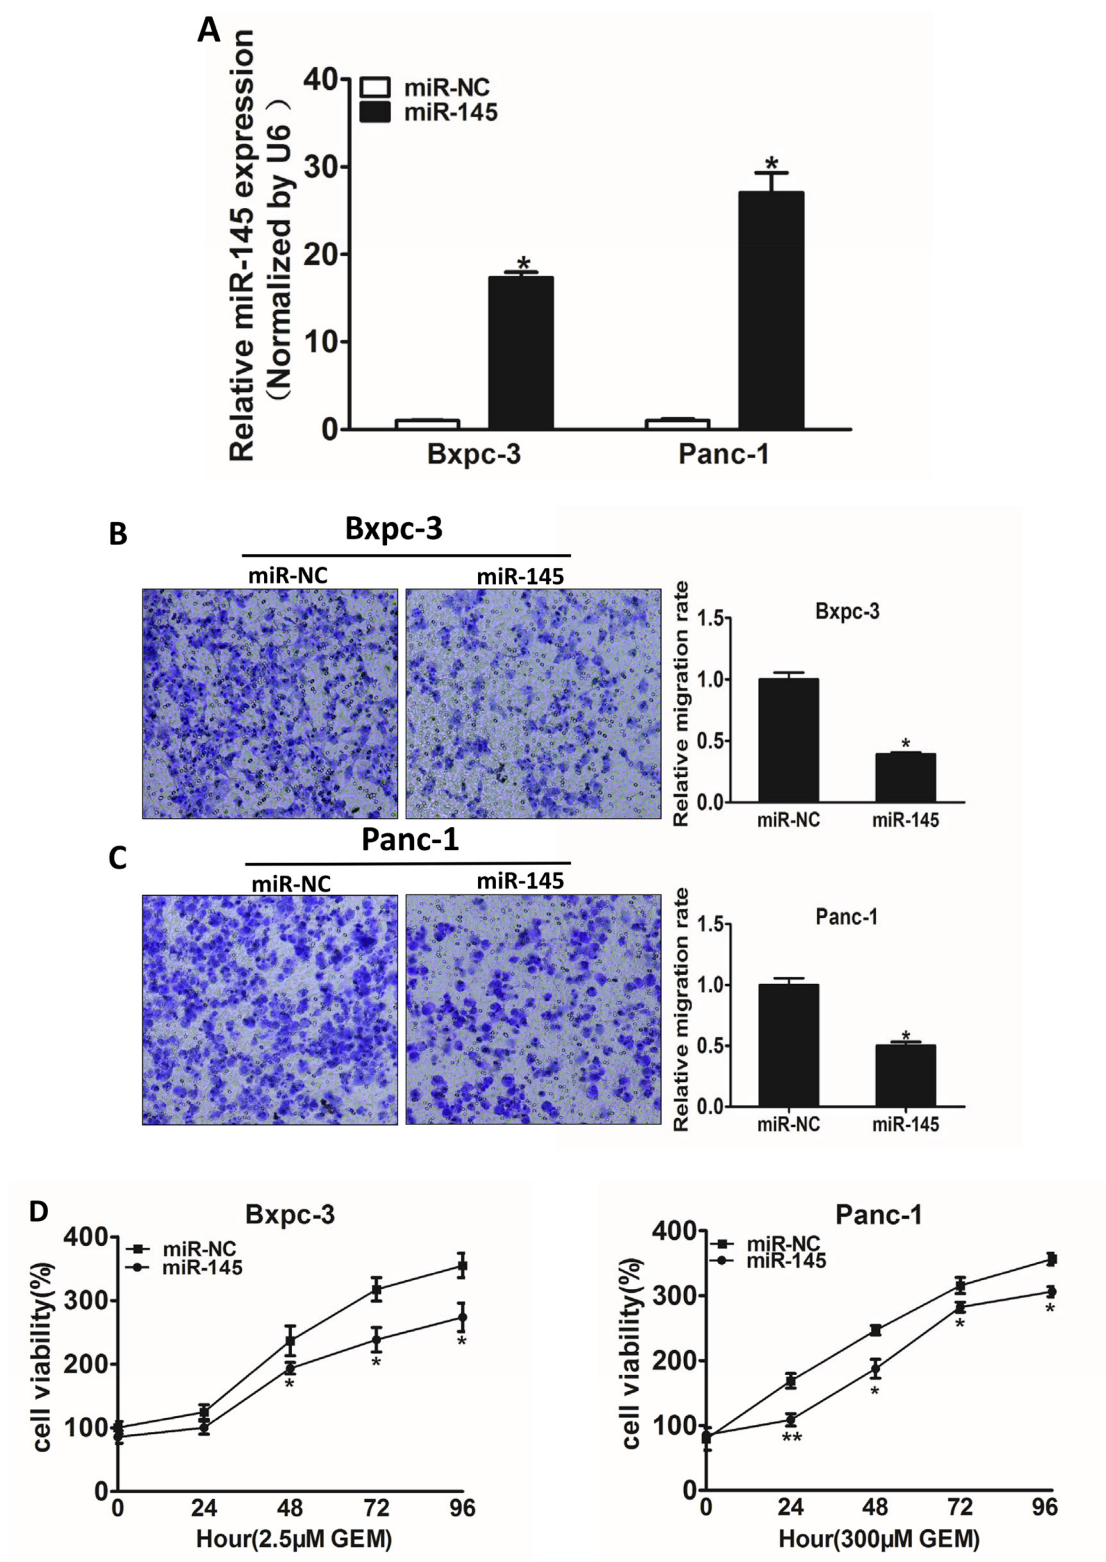 A
Relative miR-145 expression
(Normalized by U6 )
40
30
20
10
0
miR-NC
miR-145
*
*
Bxpc-3
Panc-1
B
Bxpc-3
miR-NC
miR-145
Relative migration rate
Bxpc-3
1.5
1.0
0.5
0.0
*
miR-NC
miR-145
C
Panc-1
miR-NC
miR-145
Relative migration rate
Panc-1
1.5
1.0
0.5
0.0
*
miR-NC
miR-145
D
Bxpc-3
cell viability(%)
400
300
200
100
0
miR-NC
miR-145
*
*
*
0 24 48 72 96
Hour(2.5μM GEM)
Panc-1
cell viability(%)
400
300
200
100
0
miR-NC
miR-145
**
*
*
*
0 24 48 72 96
Hour(300μM GEM)